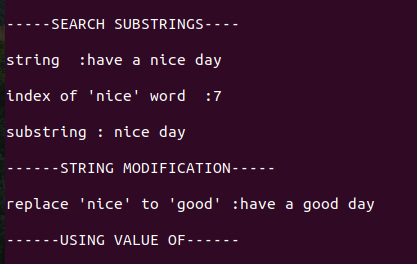 -----SEARCH SUBSTRINGS----
string  :have a nice day
index of 'nice' word  :7
substring : nice day
------STRING MODIFICATION-----
replace 'nice' to 'good' :have a good day
------USING VALUE OF------